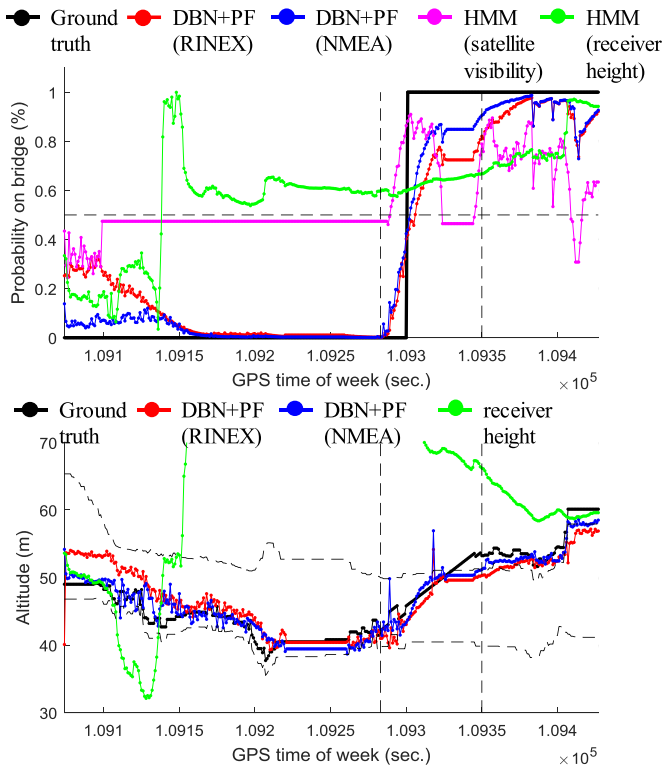 Ground truth
DBN+PF (RINEX)
DBN+PF (NMEA)
HMM (satellite visibility)
HMM (receiver height)
Probability on bridge (%)
1
0.8
0.6
0.4
0.2
0
1.091 1.0915 1.092 1.0925 1.093 1.0935 1.094
GPS time of week (sec.)
× 10⁵
Ground truth
DBN+PF (RINEX)
DBN+PF (NMEA)
receiver height
Altitude (m)
70
60
50
40
30
1.091 1.0915 1.092 1.0925 1.093 1.0935 1.094
GPS time of week (sec.)
× 10⁵